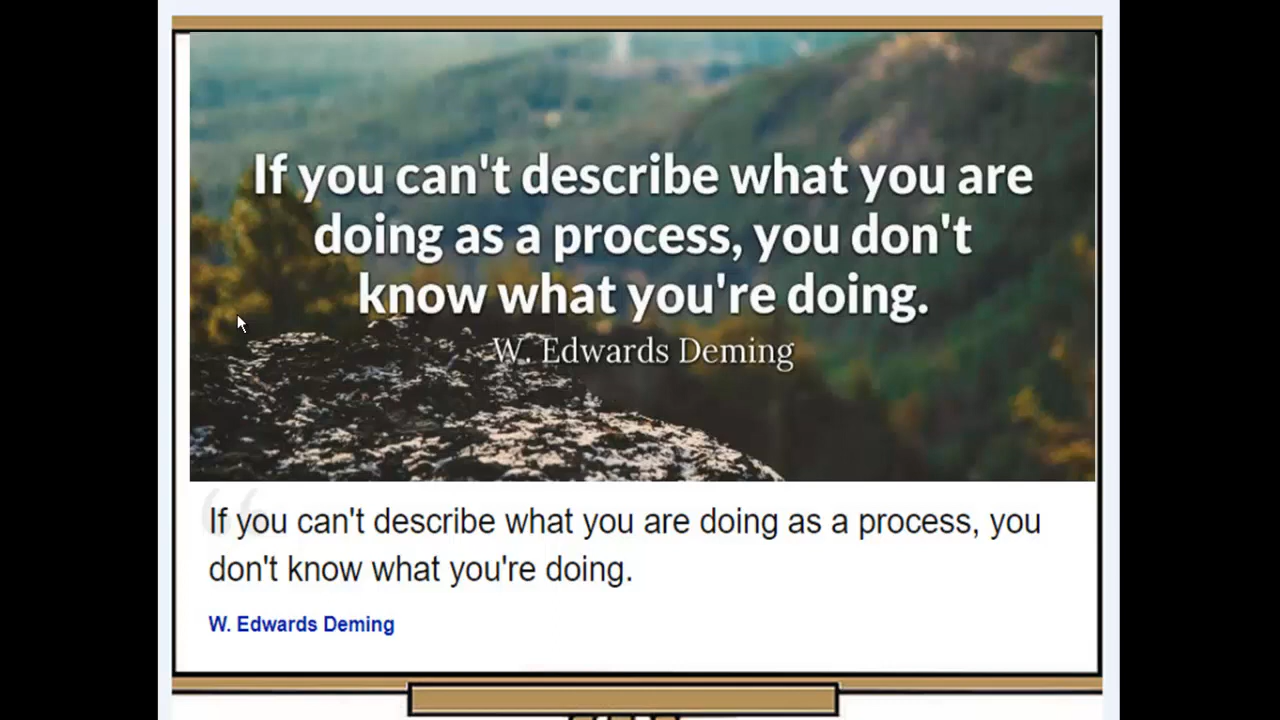 If you can't describe what you are
doing as a process, you don't
know what you're doing.
W. Edwards Deming
If you can't describe what you are doing as a process, you
don't know what you're doing.
W. Edwards Deming